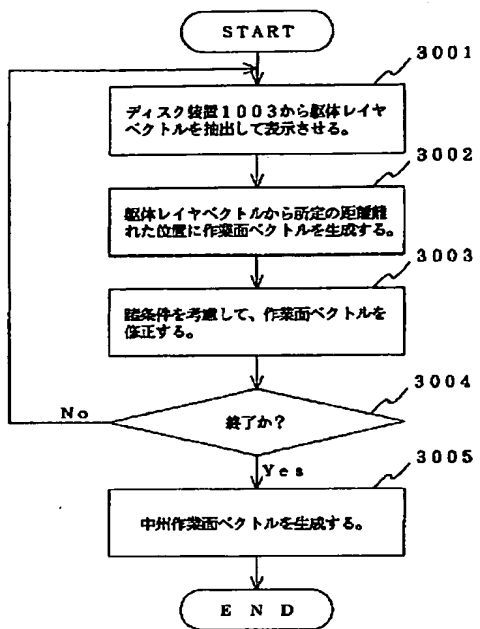 START
3001
ディスク装置1003から躯体レイヤ
ベクトルを抽出して表示させる。
3002
躯体レイヤベクトルから所定の距離離
れた位置に作業面ベクトルを生成する。
3003
諸条件を考慮して、作業面ベクトルを
修正する。
3004
No
終了か?
Yes
3005
中州作業面ベクトルを生成する。
END